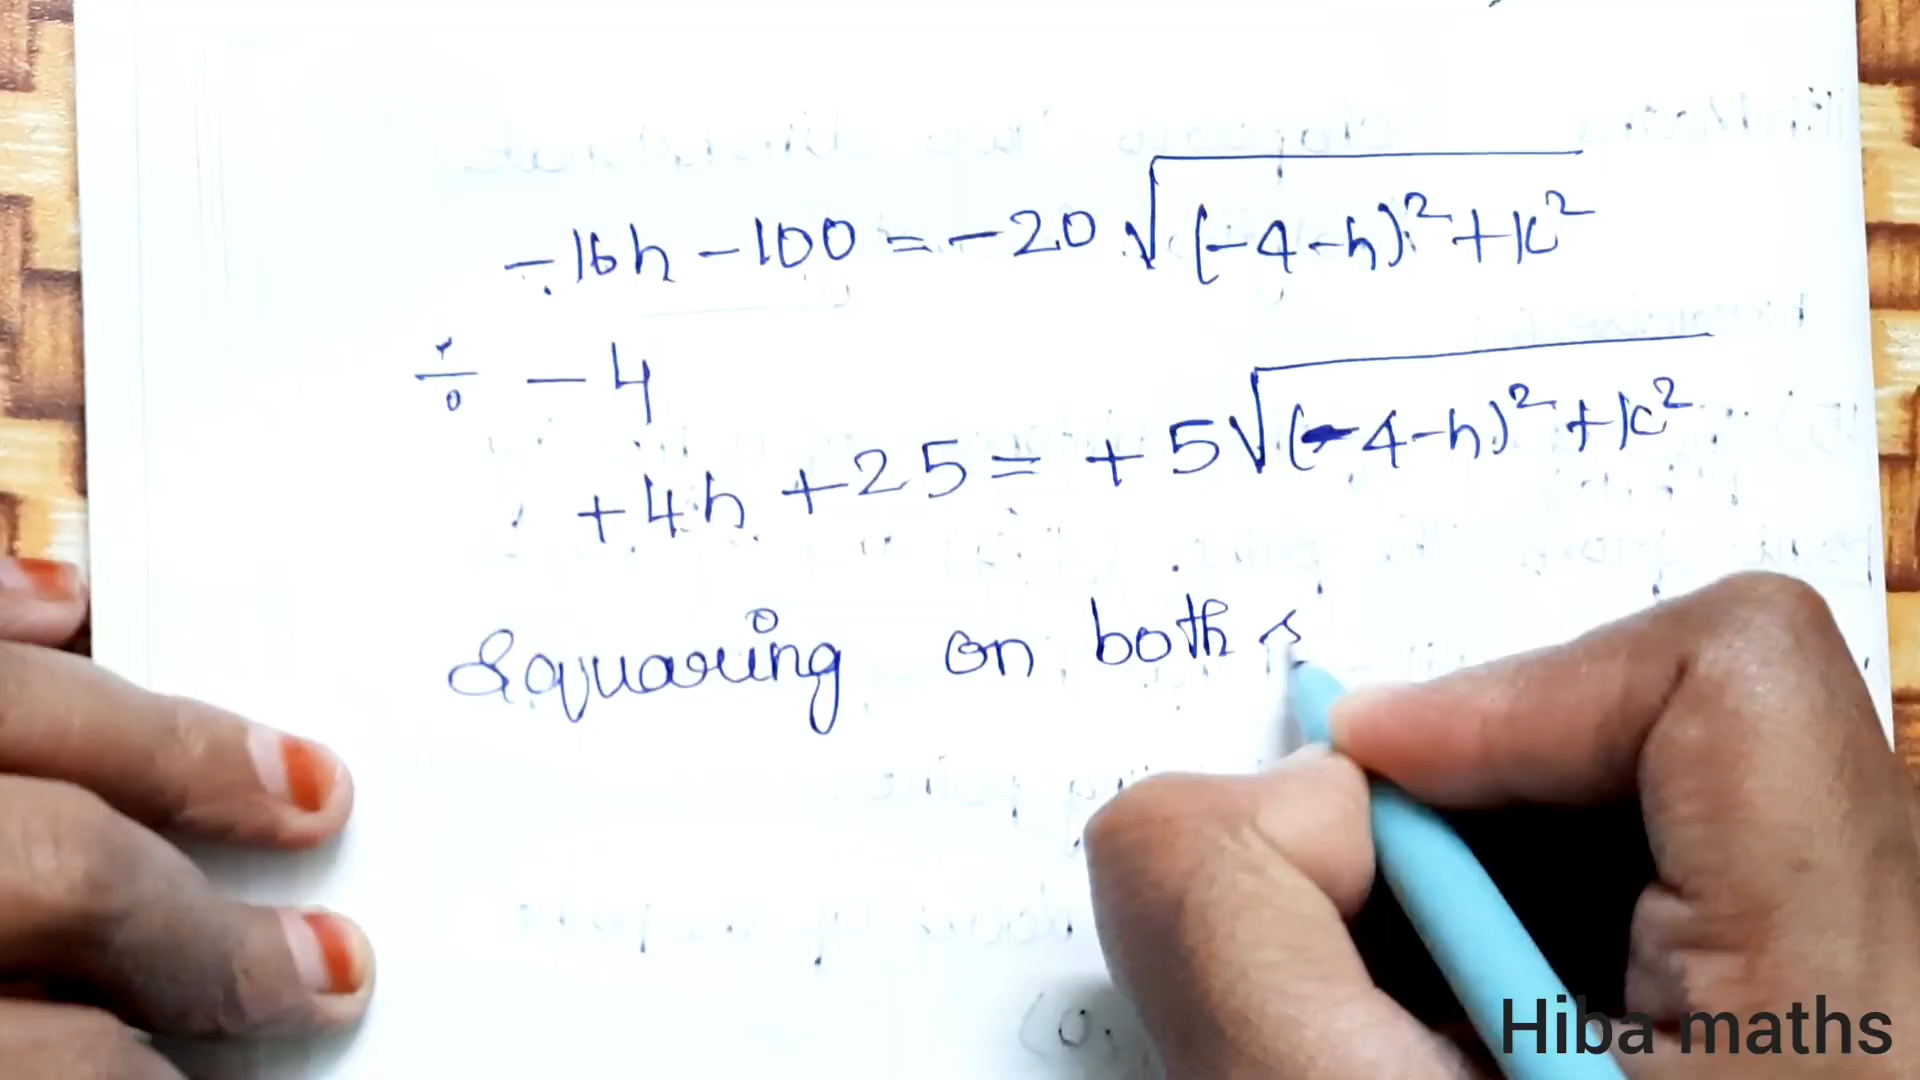 -16h - 100 = -20 √((-4-h)² + k²)
÷ -4
+4h + 25 = + 5√((-4-h)² + k²)
Squaring on both s
Hiba maths